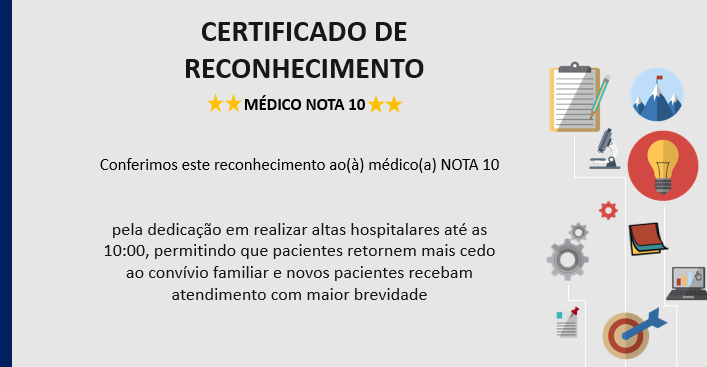 CERTIFICADO DE
RECONHECIMENTO
MÉDICO NOTA 10
Conferimos este reconhecimento ao(à) médico(a) NOTA 10
pela dedicação em realizar altas hospitalares até as
10:00, permitindo que pacientes retornem mais cedo
ao convívio familiar e novos pacientes recebam
atendimento com maior brevidade